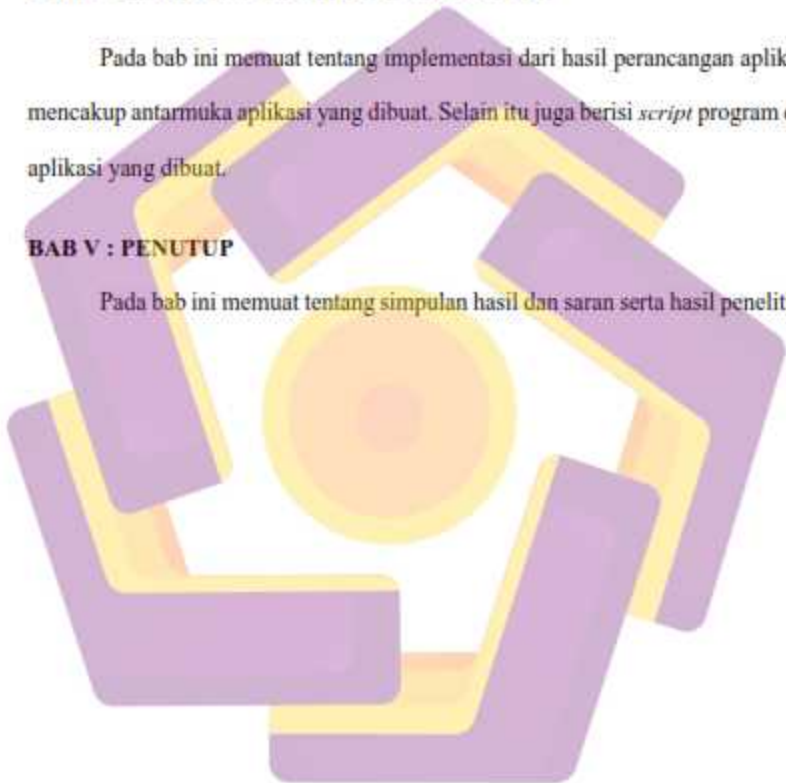 Pada bab ini memuat tentang implementasi dari hasil perancangan aplik
mencakup antarmuka aplikasi yang dibuat. Selain itu juga berisi script program
aplikasi yang dibuat.
BAB V : PENUTUP
Pada bab ini memuat tentang simpulan hasil dan saran serta hasil penelit